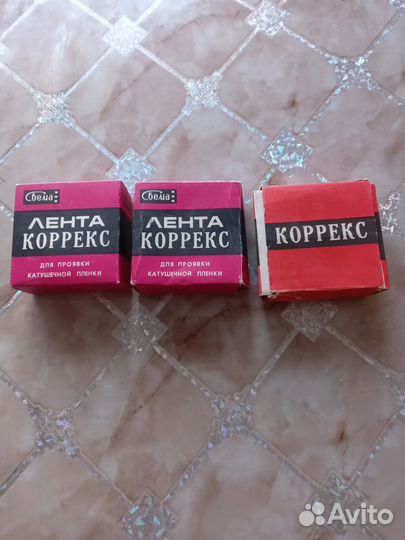 Свема
ЛЕНТА
КОРРЕКС
ДЛЯ ПРОЯВКИ
КАТУШЕЧНОЙ ПЛЕНКИ
Свема
ЛЕНТА
КОРРЕКС
ДЛЯ ПРОЯВКИ
КАТУШЕЧНОЙ ПЛЕНКИ
КОРРЕКС
Avito